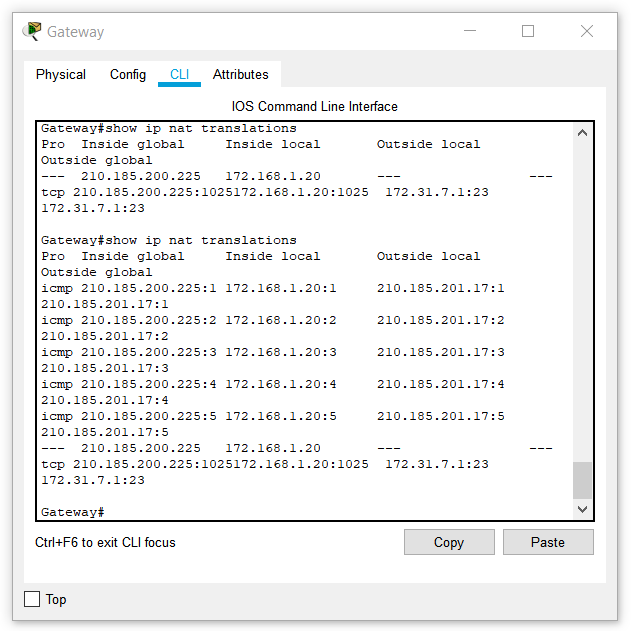 Gateway
Physical Config CLI Attributes
IOS Command Line Interface
Gateway#show ip nat translations
Pro  Inside global     Inside local       Outside local
Outside global
---  210.185.200.225   172.168.1.20       ---                ---
tcp 210.185.200.225:1025172.168.1.20:1025  172.31.7.1:23
172.31.7.1:23

Gateway#show ip nat translations
Pro  Inside global     Inside local       Outside local
Outside global
icmp 210.185.200.225:1 172.168.1.20:1     210.185.201.17:1
210.185.201.17:1
icmp 210.185.200.225:2 172.168.1.20:2     210.185.201.17:2
210.185.201.17:2
icmp 210.185.200.225:3 172.168.1.20:3     210.185.201.17:3
210.185.201.17:3
icmp 210.185.200.225:4 172.168.1.20:4     210.185.201.17:4
210.185.201.17:4
icmp 210.185.200.225:5 172.168.1.20:5     210.185.201.17:5
210.185.201.17:5
---  210.185.200.225   172.168.1.20       ---                ---
tcp 210.185.200.225:1025172.168.1.20:1025  172.31.7.1:23
172.31.7.1:23

Gateway#
Ctrl+F6 to exit CLI focus
Copy Paste
Top